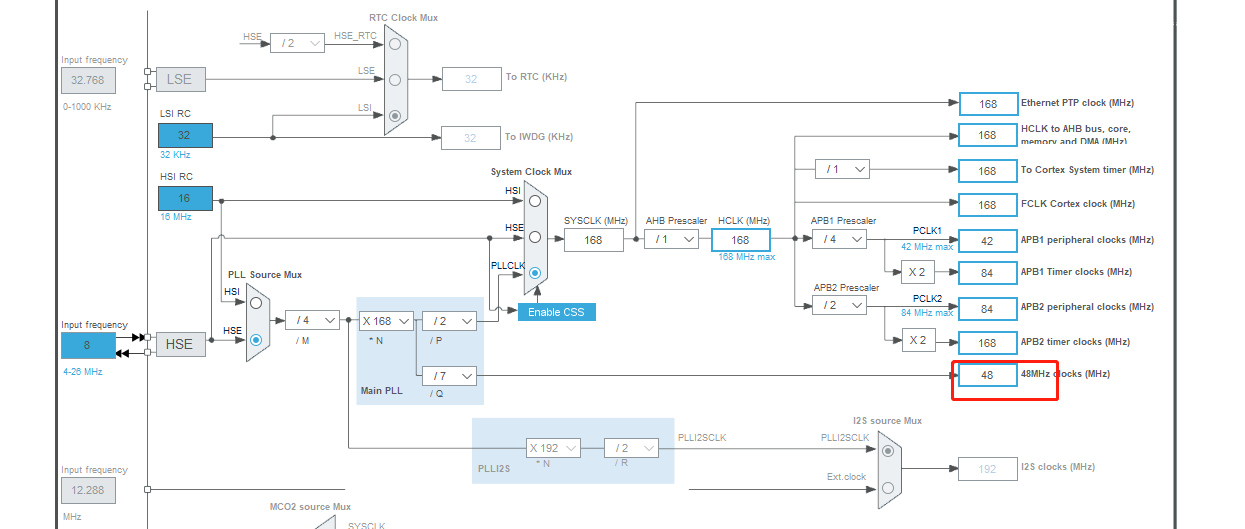 RTC Clock Mux
HSE
/ 2
HSE_RTC
Input frequency
32.768
0-1000 KHz
LSE
LSE
32
To RTC (KHz)
LSI RC
32
32 KHz
LSI
32
To IWDG (KHz)
168
Ethernet PTP clock (MHz)
168
HCLK to AHB bus, core,
memory and DMA (MHz)
/ 1
168
To Cortex System timer (MHz)
HSI RC
16
16 MHz
System Clock Mux
HSI
HSE
PLLCLK
SYSCLK (MHz)
168
AHB Prescaler
/ 1
HCLK (MHz)
168
168 MHz max
168
FCLK Cortex clock (MHz)
APB1 Prescaler
/ 4
PCLK1
42 MHz max
42
APB1 peripheral clocks (MHz)
X 2
84
APB1 Timer clocks (MHz)
APB2 Prescaler
/ 2
PCLK2
84 MHz max
84
APB2 peripheral clocks (MHz)
X 2
168
APB2 timer clocks (MHz)
PLL Source Mux
HSI
HSE
Input frequency
8
4-26 MHz
HSE
/ 4
/ M
X 168
* N
/ 2
/ P
Enable CSS
/ 7
/ Q
Main PLL
48
48MHz clocks (MHz)
X 192
* N
/ 2
/ R
PLLI2S
PLLI2SCLK
I2S source Mux
PLLI2SCLK
Ext.clock
192
I2S clocks (MHz)
Input frequency
12.288
MHz
MCO2 source Mux
SYSCLK